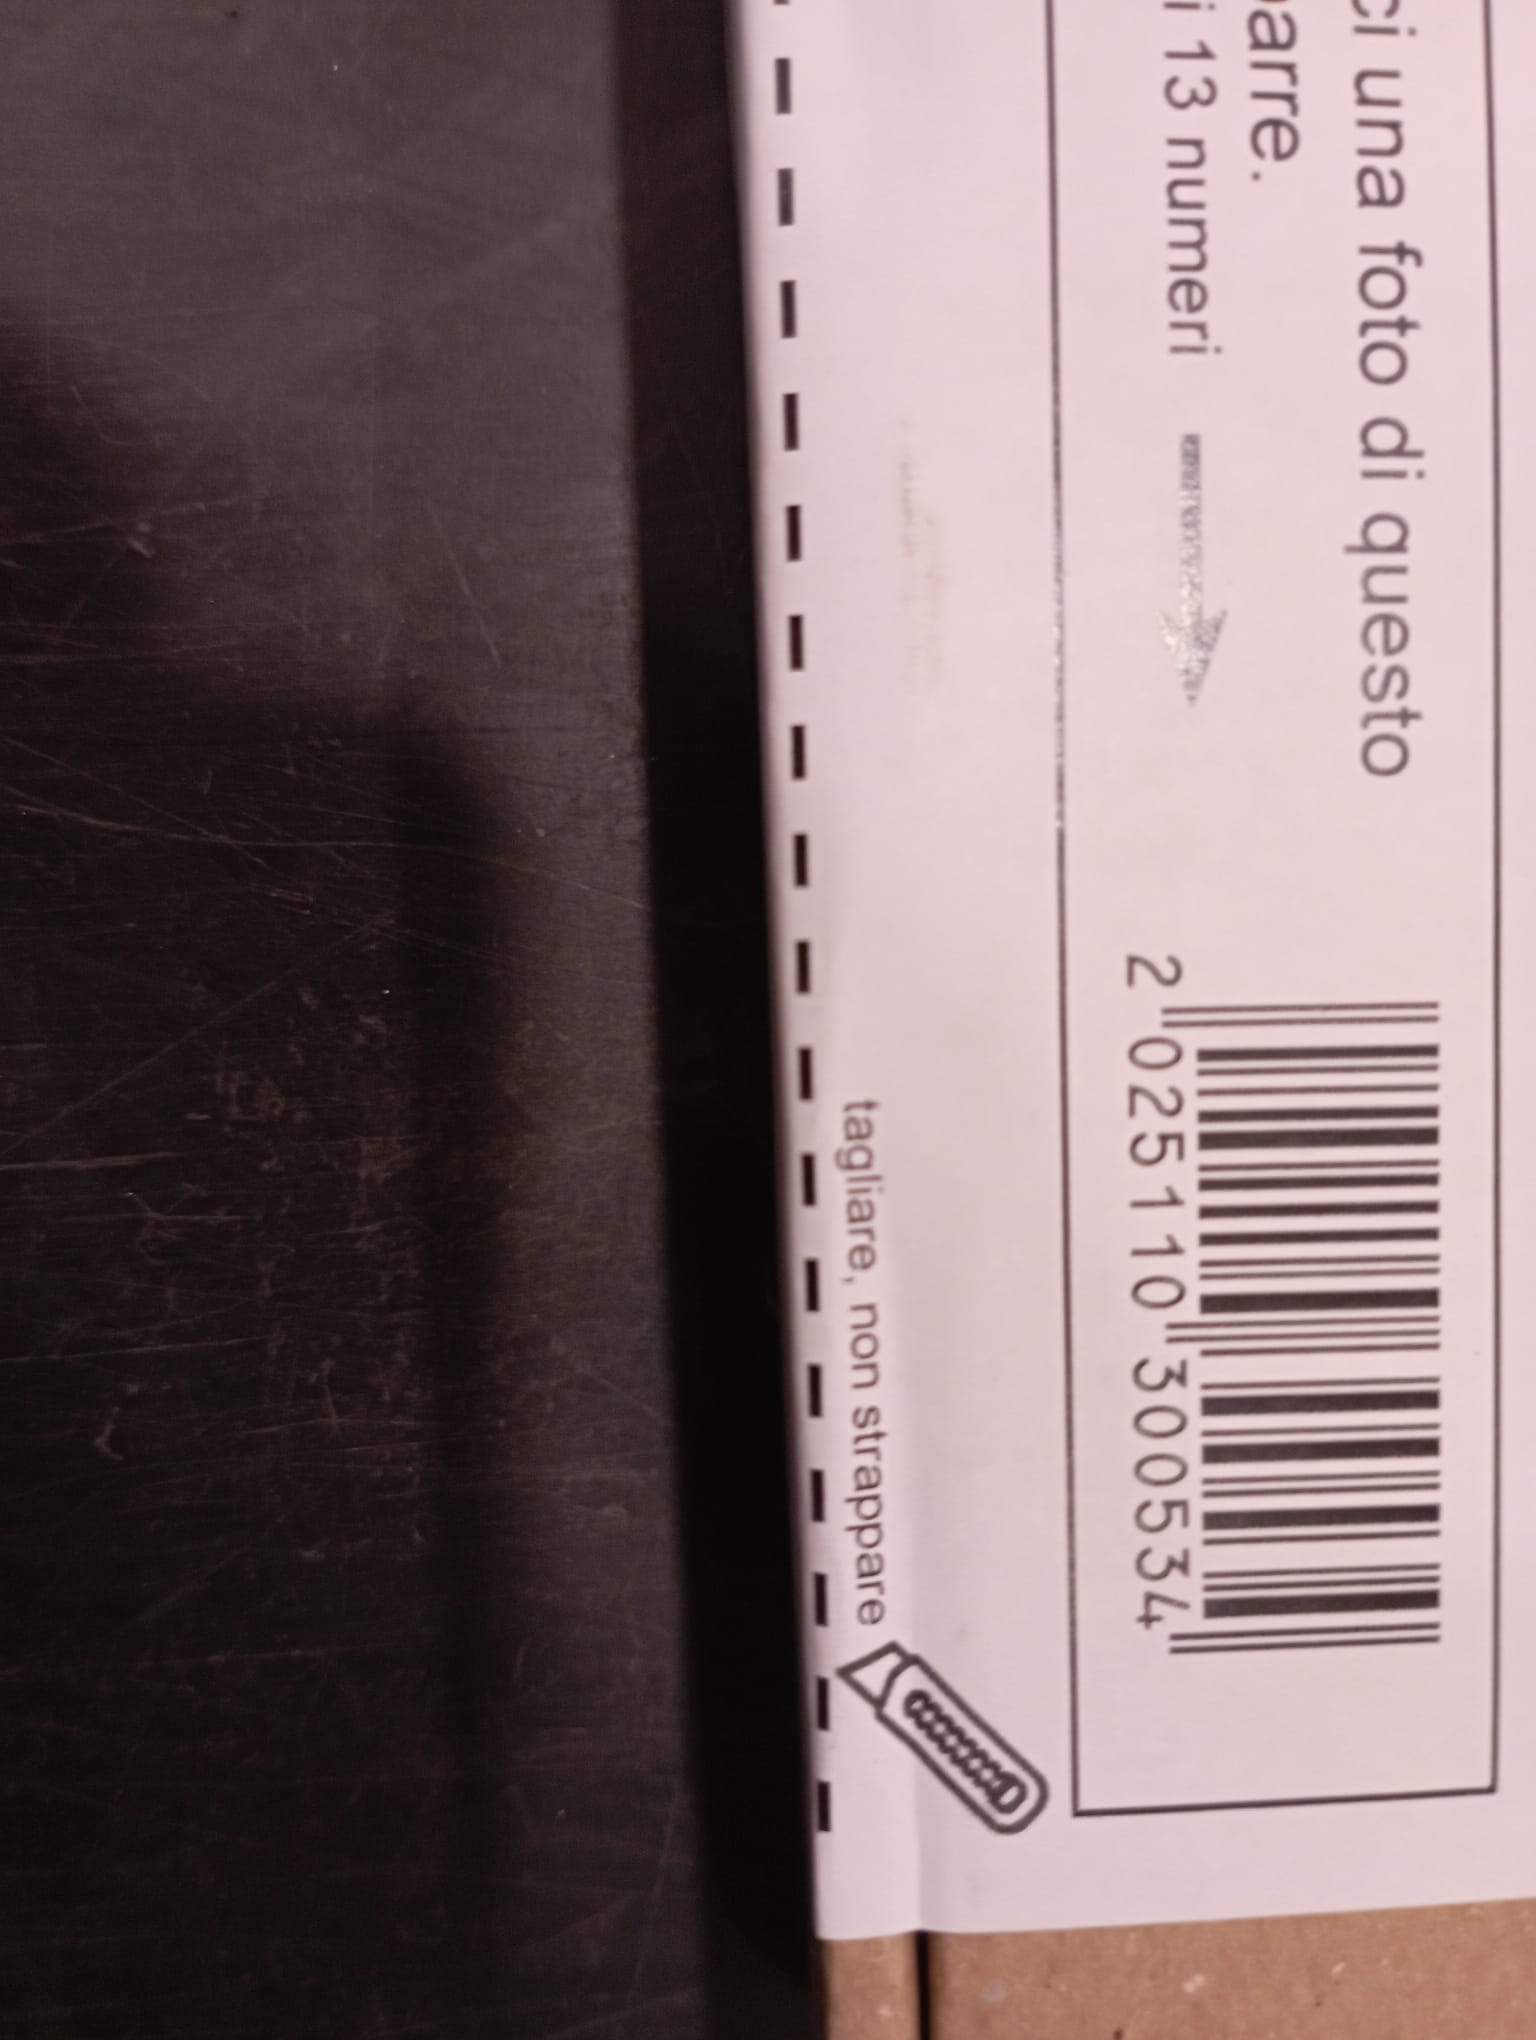 ci una foto di questo
barre.
i 13 numeri
2 025110 300534
tagliare, non strappare